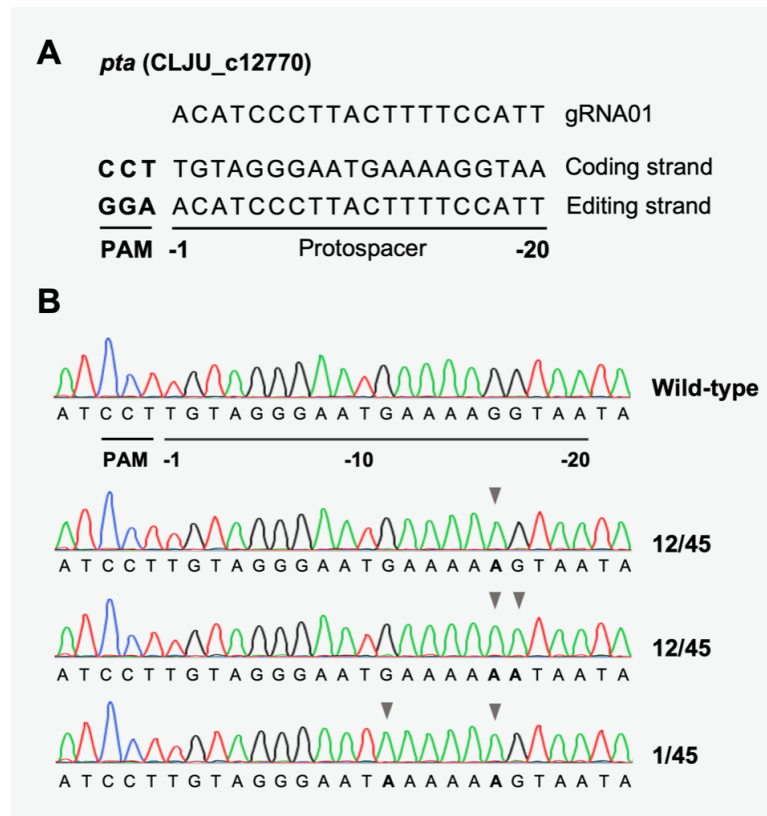 A
pta (CLJU_c12770)
ACATCCCTTACTTTTCCATT gRNA01
CCT TGTAGGGAATGAAAAGGTAA Coding strand
GGA ACATCCCTTACTTTTCCATT Editing strand
PAM -1 Protospacer -20
B
Wild-type
A T C C T T G T A G G G A A T G A A A A G G T A A T A
PAM -1 -10 -20
12/45
A T C C T T G T A G G G A A T G A A A A A G T A A T A
12/45
A T C C T T G T A G G G A A T G A A A A A A T A A T A
1/45
A T C C T T G T A G G G A A T A A A A A A G T A A T A